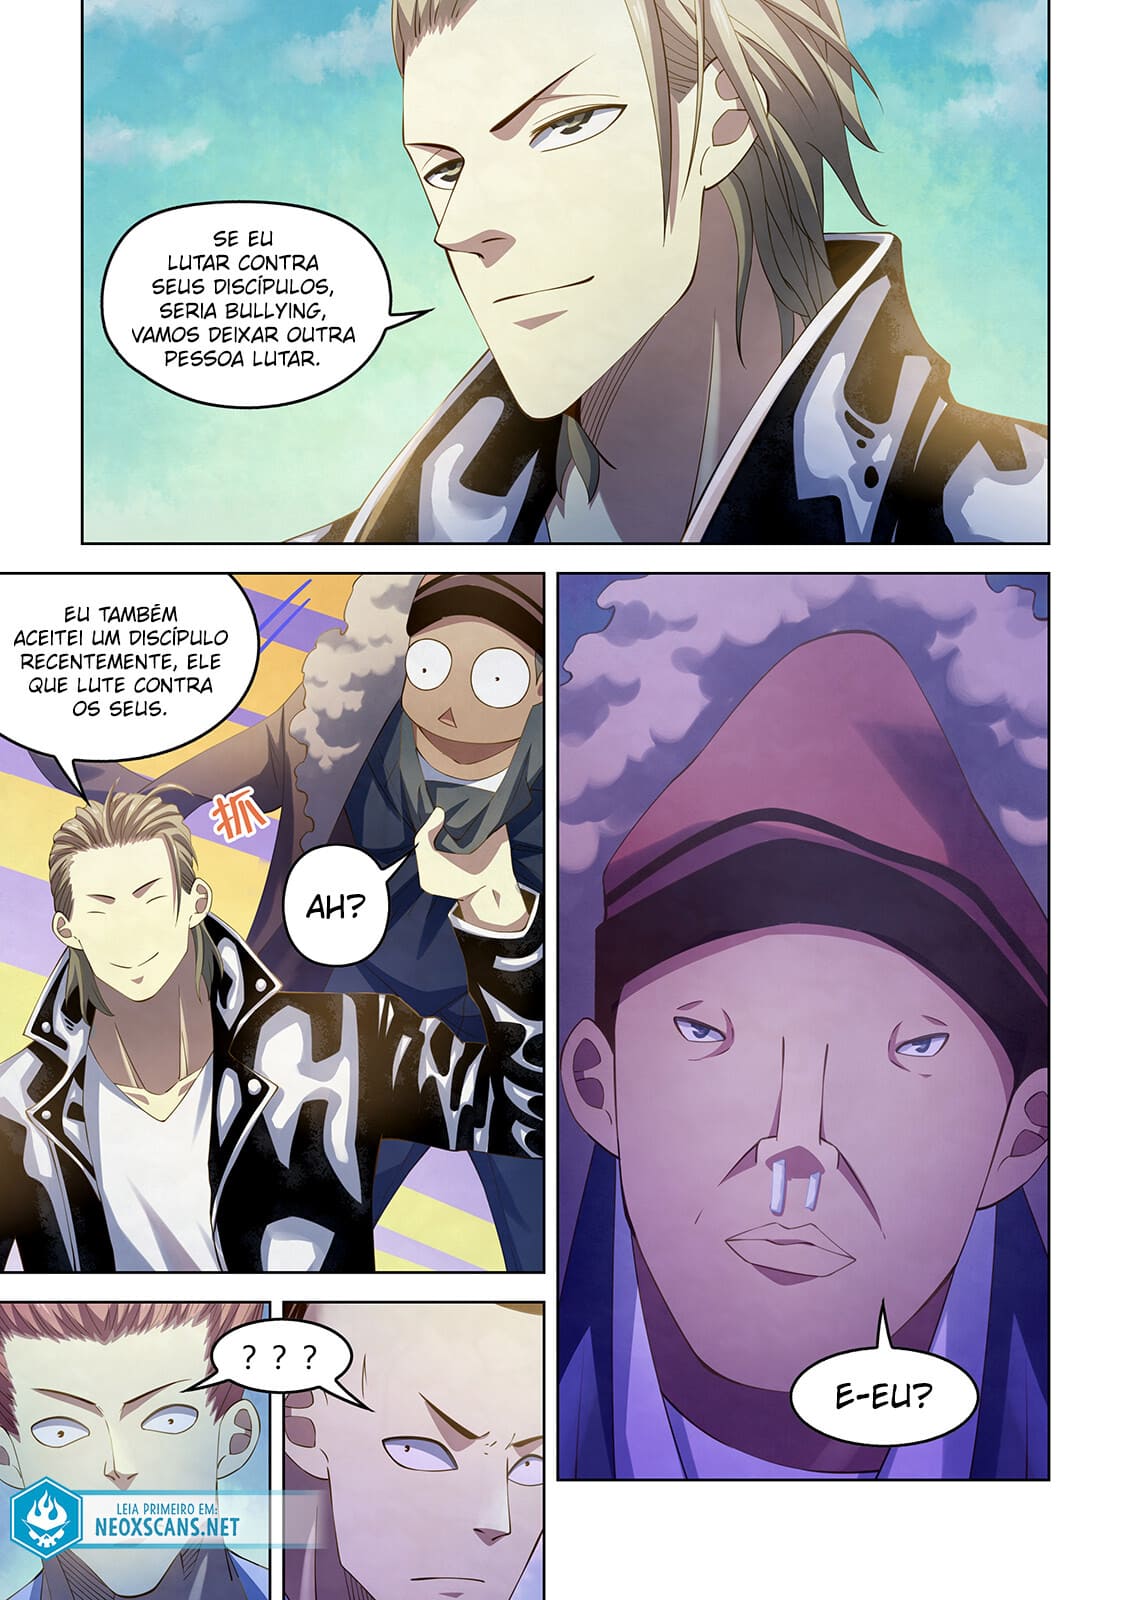 SE EU
LUTAR CONTRA
SEUS DISCÍPULOS,
SERIA BULLYING,
VAMOS DEIXAR OUTRA
PESSOA LUTAR.
EU TAMBÉM
ACEITEI UM DISCÍPULO
RECENTEMENTE, ELE
QUE LUTE CONTRA
OS SEUS.
抓
AH?
E-EU?
? ? ?
LEIA PRIMEIRO EM:
NEOXSCANS.NET